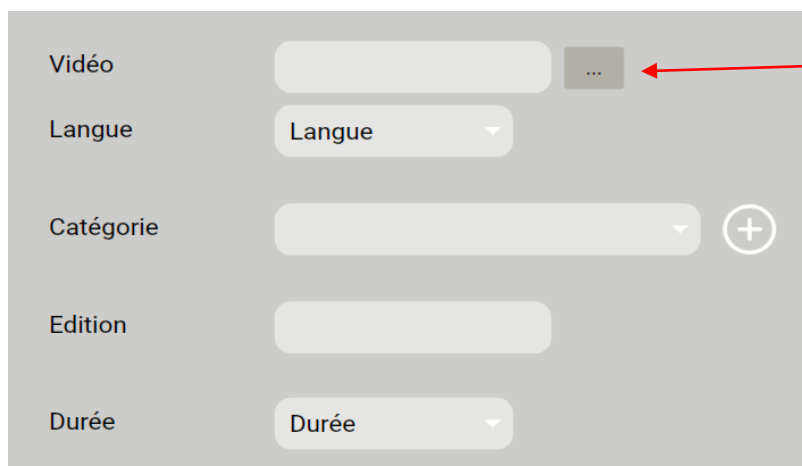 Vidéo ...
Langue Langue
Catégorie
Edition
Durée Durée